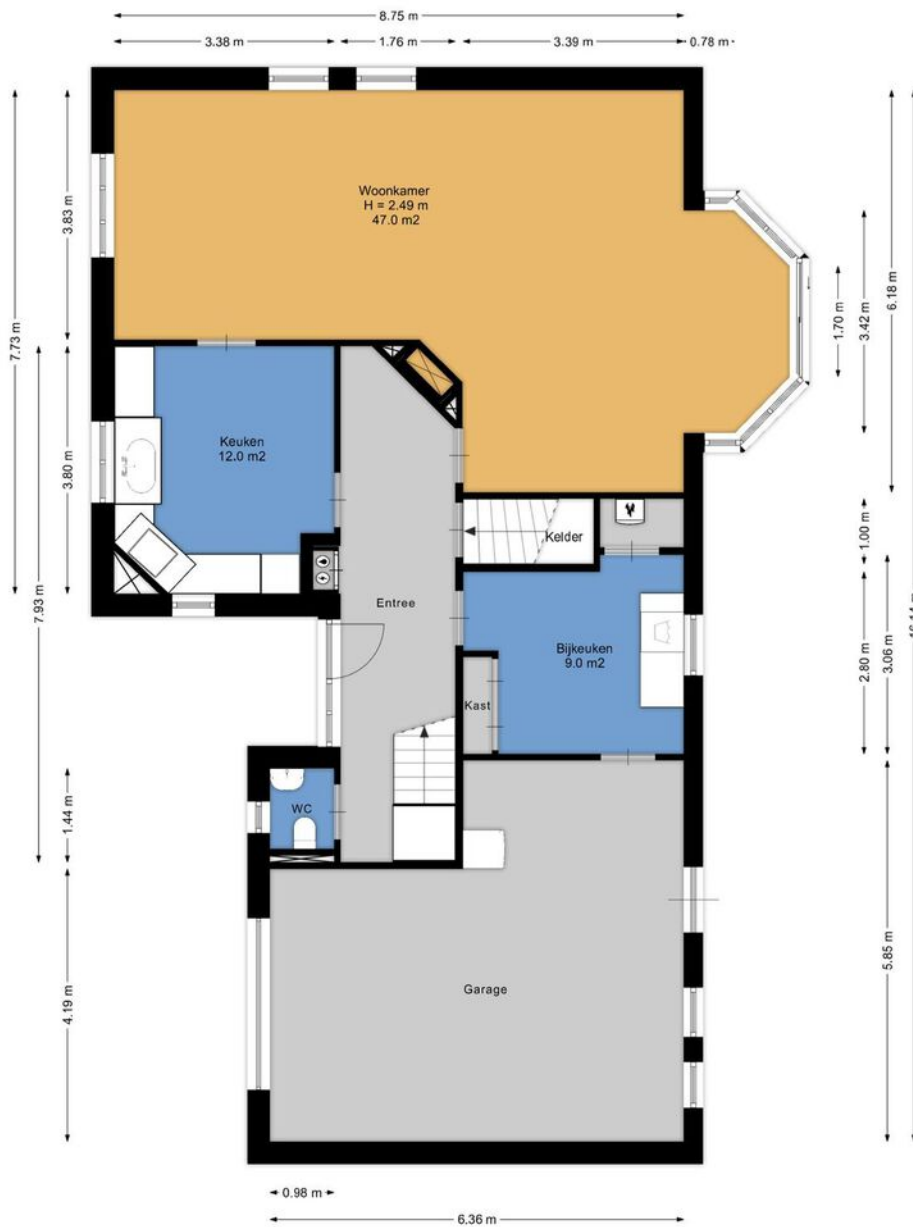 8.75 m
3.38 m
1.76 m
3.39 m
0.78 m
Woonkamer
H = 2.49 m
47.0 m2
3.83 m
6.18 m
3.42 m
1.70 m
7.73 m
Keuken
12.0 m2
3.80 m
7.93 m
Kelder
1.00 m
Entree
Bijkeuken
9.0 m2
2.80 m
3.06 m
Kast
WC
1.44 m
Garage
4.19 m
5.85 m
0.98 m
6.36 m